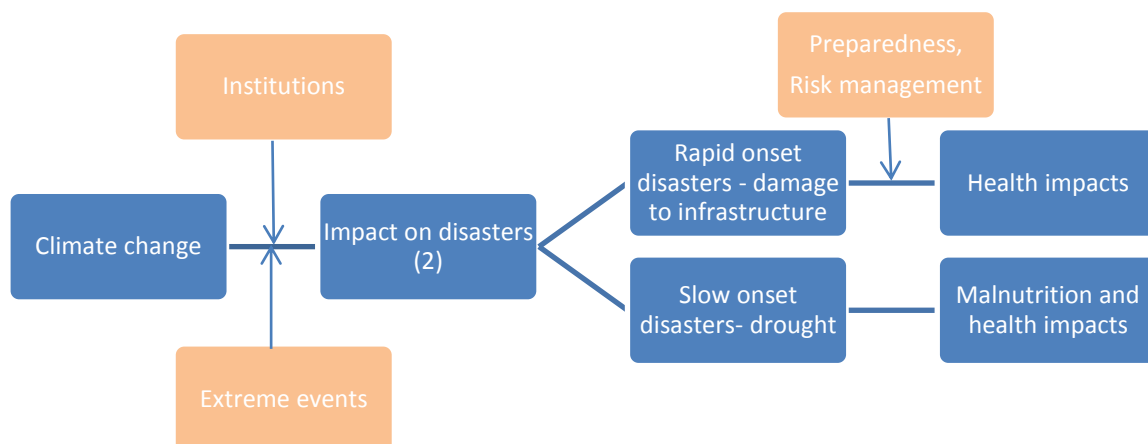 Preparedness,
Risk management
Institutions
Rapid onset
disasters - damage
to infrastructure
Health impacts
Climate change
Impact on disasters
(2)
Slow onset
disasters- drought
Malnutrition and
health impacts
Extreme events